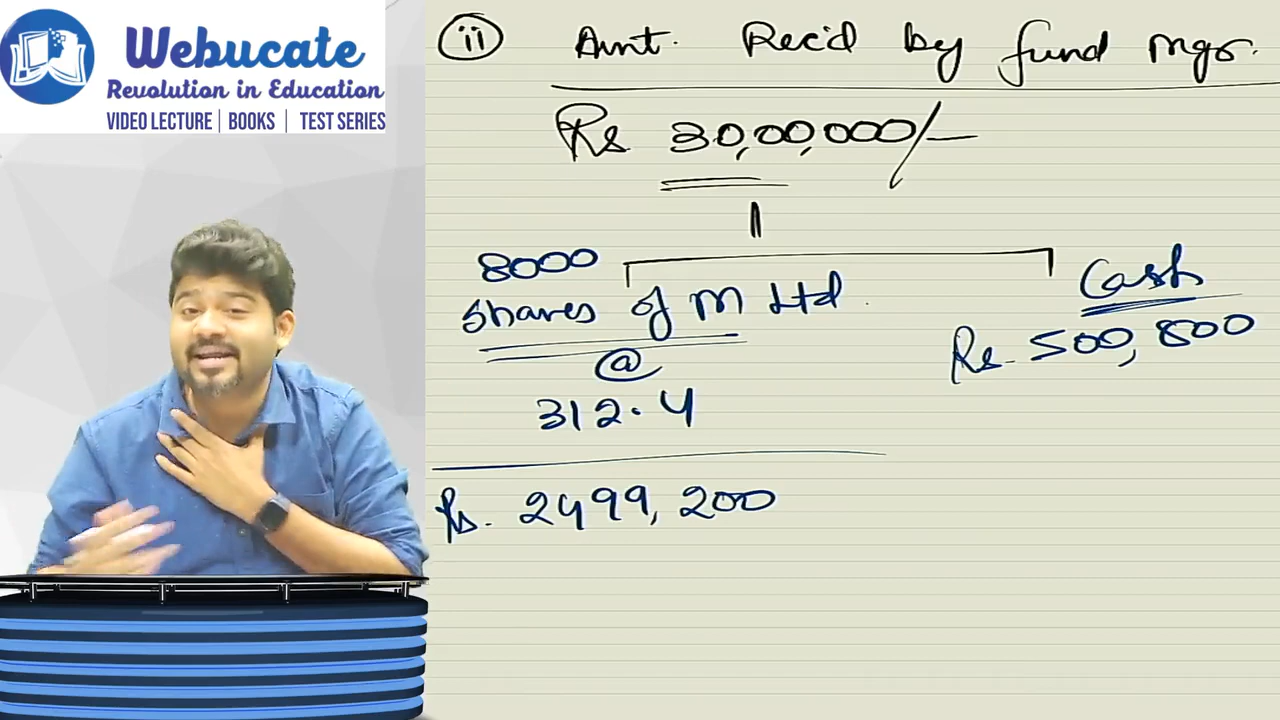 Webucate
Revolution in Education
VIDEO LECTURE | BOOKS | TEST SERIES
(ii) Amt. Rec'd by fund Mgr.
Rs 30,00,000/-
8000
Shares of M Ltd
@
312.4
Rs. 2499,200
Cash
Rs. 500,800